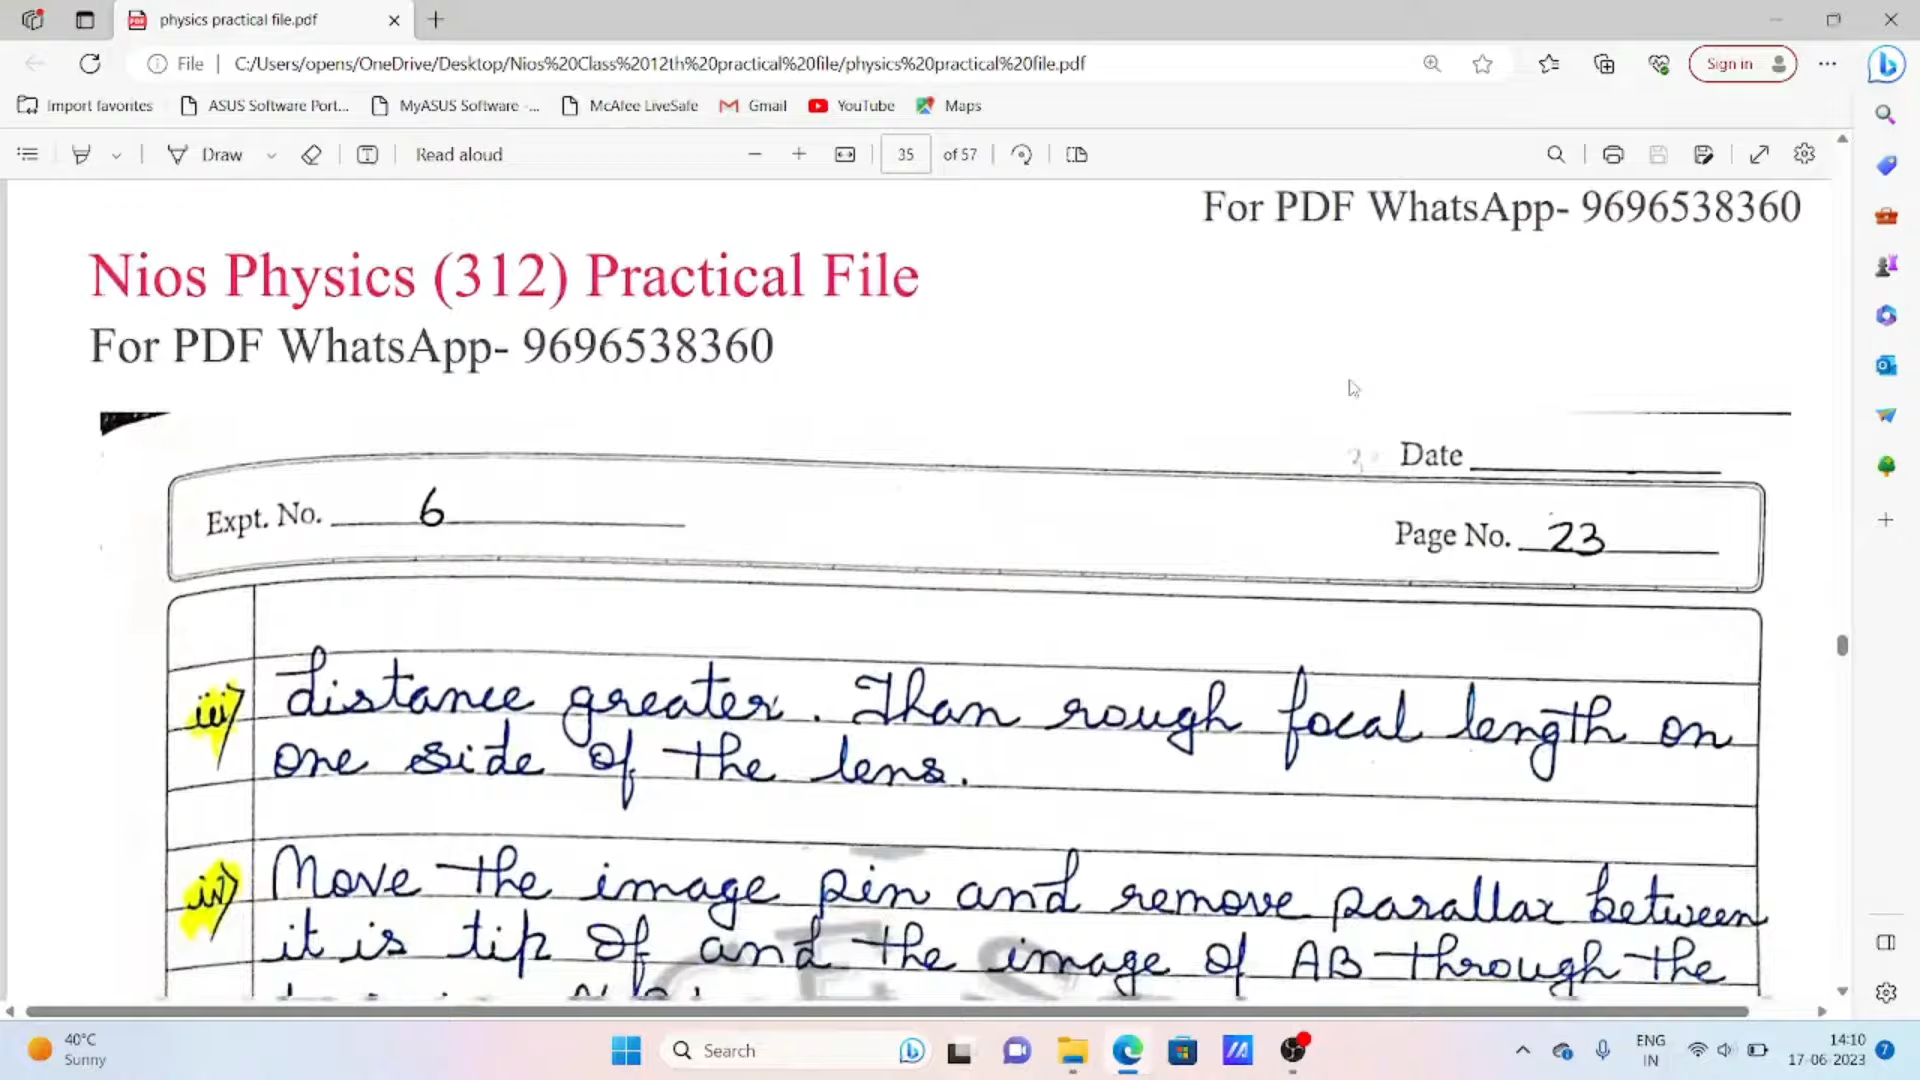 physics practical file.pdf
File
C:/Users/opens/OneDrive/Desktop/Nios%20Class%2012th%20practical%20file/physics%20practical%20file.pdf
Sign in
Import favorites
ASUS Software Port...
MyASUS Software -...
McAfee LiveSafe
Gmail
YouTube
Maps
Draw
Read aloud
35
of 57
For PDF WhatsApp- 9696538360
Nios Physics (312) Practical File
For PDF WhatsApp- 9696538360
Date
Expt. No. 6
Page No. 23
iii) distance greater. Than rough focal length on
one side of the lens.
iv) Move the image pin and remove parallax between
it is tip of and the image of AB through the
40°C
Sunny
Search
ENG
IN
14:10
17-06-2023
7